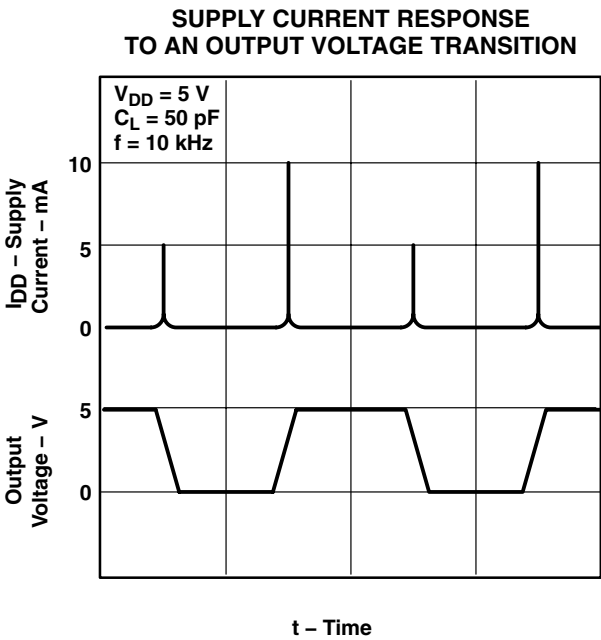 SUPPLY CURRENT RESPONSE
TO AN OUTPUT VOLTAGE TRANSITION
VDD = 5 V
CL = 50 pF
f = 10 kHz
10
5
0
IDD – Supply
Current – mA
5
0
Output
Voltage – V
t – Time